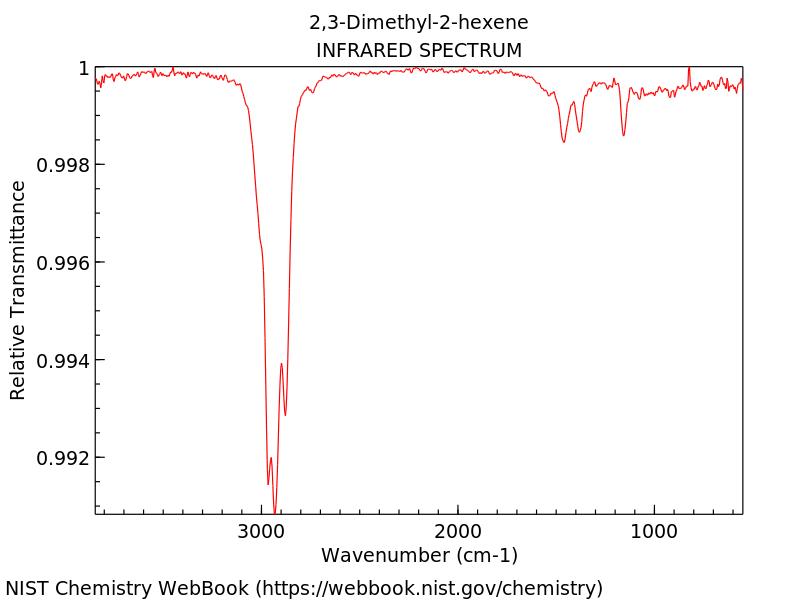 2,3-Dimethyl-2-hexene
INFRARED SPECTRUM
1
0.998
0.996
0.994
0.992
Relative Transmittance
3000 2000 1000
Wavenumber (cm-1)
NIST Chemistry WebBook (https://webbook.nist.gov/chemistry)